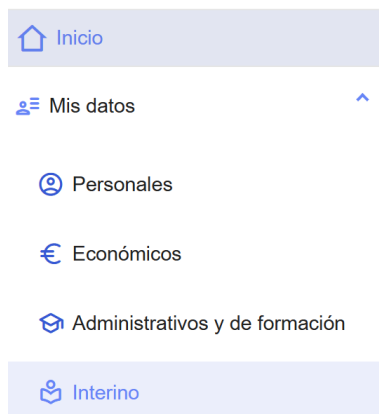 Inicio
Mis datos
Personales
Económicos
Administrativos y de formación
Interino